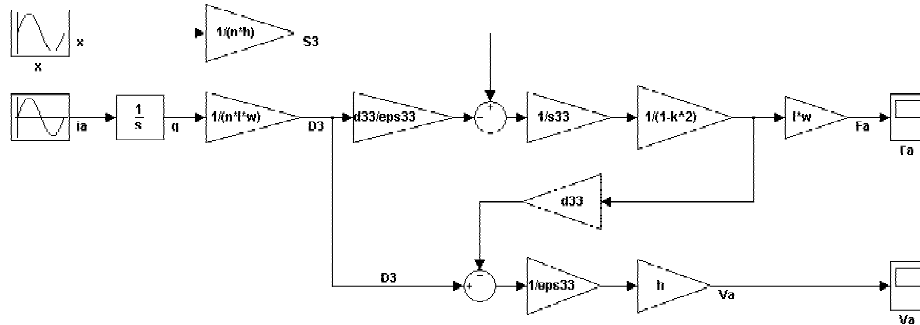 x
x
1/(n*h)
S3
ia
1
s
q
1/(n*l*w)
D3
d33/eps33
1/s33
1/(1-k^2)
l*w
Fa
Fa
d33
D3
1/eps33
h
Va
Va